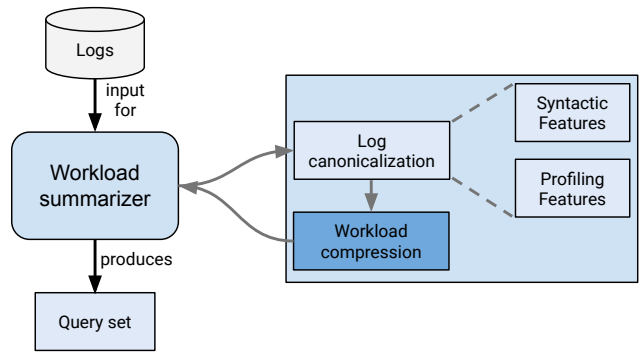 Logs
input
for
Workload
summarizer
produces
Query set
Log
canonicalization
Workload
compression
Syntactic
Features
Profiling
Features